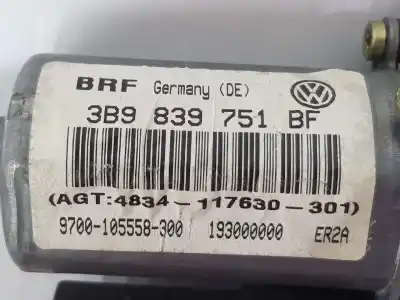 BRF Germany (DE)
3B9 839 751 BF
(AGT:4834-117630-301)
9700-105558-300 193000000 ER2A